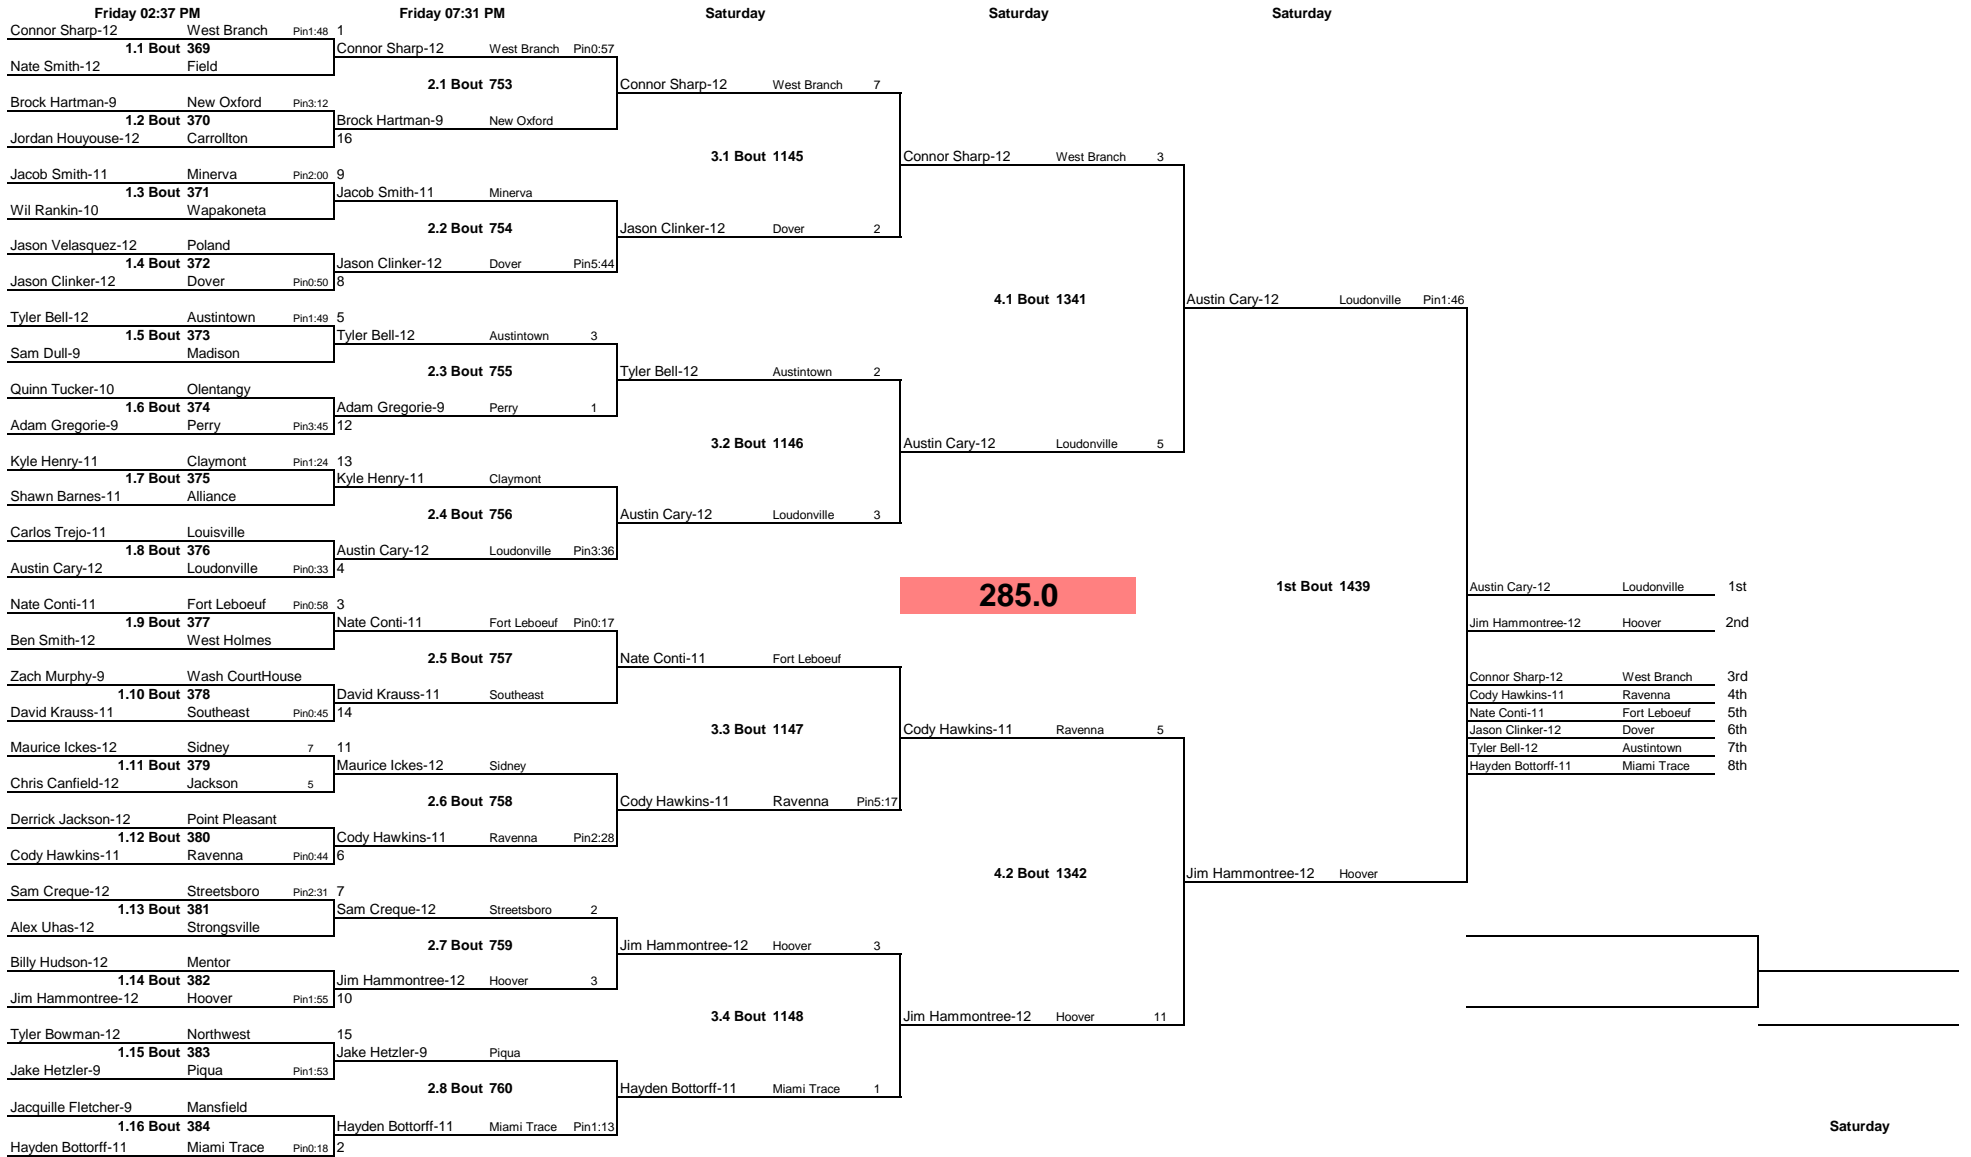 Friday 02:37 PM Friday 07:31 PM Saturday Saturday Saturday
Connor Sharp-12 West Branch Pin1:48 1
1.1 Bout 369 Connor Sharp-12 West Branch Pin0:57
Nate Smith-12 Field
2.1 Bout 753 Connor Sharp-12 West Branch 7
Brock Hartman-9 New Oxford Pin3:12
1.2 Bout 370 Brock Hartman-9 New Oxford
Jordan Houyouse-12 Carrollton 16
3.1 Bout 1145 Connor Sharp-12 West Branch 3
Jacob Smith-11 Minerva Pin2:00 9
1.3 Bout 371 Jacob Smith-11 Minerva
Wil Rankin-10 Wapakoneta
2.2 Bout 754 Jason Clinker-12 Dover 2
Jason Velasquez-12 Poland
1.4 Bout 372 Jason Clinker-12 Dover Pin5:44
Jason Clinker-12 Dover Pin0:50 8
4.1 Bout 1341 Austin Cary-12 Loudonville Pin1:46
Tyler Bell-12 Austintown Pin1:49 5
1.5 Bout 373 Tyler Bell-12 Austintown 3
Sam Dull-9 Madison
2.3 Bout 755 Tyler Bell-12 Austintown 2
Quinn Tucker-10 Olentangy
1.6 Bout 374 Adam Gregorie-9 Perry 1
Adam Gregorie-9 Perry Pin3:45 12
3.2 Bout 1146 Austin Cary-12 Loudonville 5
Kyle Henry-11 Claymont Pin1:24 13
1.7 Bout 375 Kyle Henry-11 Claymont
Shawn Barnes-11 Alliance
2.4 Bout 756 Austin Cary-12 Loudonville 3
Carlos Trejo-11 Louisville
1.8 Bout 376 Austin Cary-12 Loudonville Pin3:36
Austin Cary-12 Loudonville Pin0:33 4
285.0 1st Bout 1439 Austin Cary-12 Loudonville 1st
Nate Conti-11 Fort Leboeuf Pin0:58 3
1.9 Bout 377 Nate Conti-11 Fort Leboeuf Pin0:17 Jim Hammontree-12 Hoover 2nd
Ben Smith-12 West Holmes
2.5 Bout 757 Nate Conti-11 Fort Leboeuf
Zach Murphy-9 Wash CourtHouse Connor Sharp-12 West Branch 3rd
1.10 Bout 378 David Krauss-11 Southeast Cody Hawkins-11 Ravenna 4th
David Krauss-11 Southeast Pin0:45 14 Nate Conti-11 Fort Leboeuf 5th
3.3 Bout 1147 Cody Hawkins-11 Ravenna 5 Jason Clinker-12 Dover 6th
Maurice Ickes-12 Sidney 7 11 Tyler Bell-12 Austintown 7th
1.11 Bout 379 Maurice Ickes-12 Sidney Hayden Bottorff-11 Miami Trace 8th
Chris Canfield-12 Jackson 5
2.6 Bout 758 Cody Hawkins-11 Ravenna Pin5:17
Derrick Jackson-12 Point Pleasant
1.12 Bout 380 Cody Hawkins-11 Ravenna Pin2:28
Cody Hawkins-11 Ravenna Pin0:44 6
4.2 Bout 1342 Jim Hammontree-12 Hoover
Sam Creque-12 Streetsboro Pin2:31 7
1.13 Bout 381 Sam Creque-12 Streetsboro 2
Alex Uhas-12 Strongsville
2.7 Bout 759 Jim Hammontree-12 Hoover 3
Billy Hudson-12 Mentor
1.14 Bout 382 Jim Hammontree-12 Hoover 3
Jim Hammontree-12 Hoover Pin1:55 10
3.4 Bout 1148 Jim Hammontree-12 Hoover 11
Tyler Bowman-12 Northwest 15
1.15 Bout 383 Jake Hetzler-9 Piqua
Jake Hetzler-9 Piqua Pin1:53
2.8 Bout 760 Hayden Bottorff-11 Miami Trace 1
Jacquille Fletcher-9 Mansfield
1.16 Bout 384 Hayden Bottorff-11 Miami Trace Pin1:13 Saturday
Hayden Bottorff-11 Miami Trace Pin0:18 2